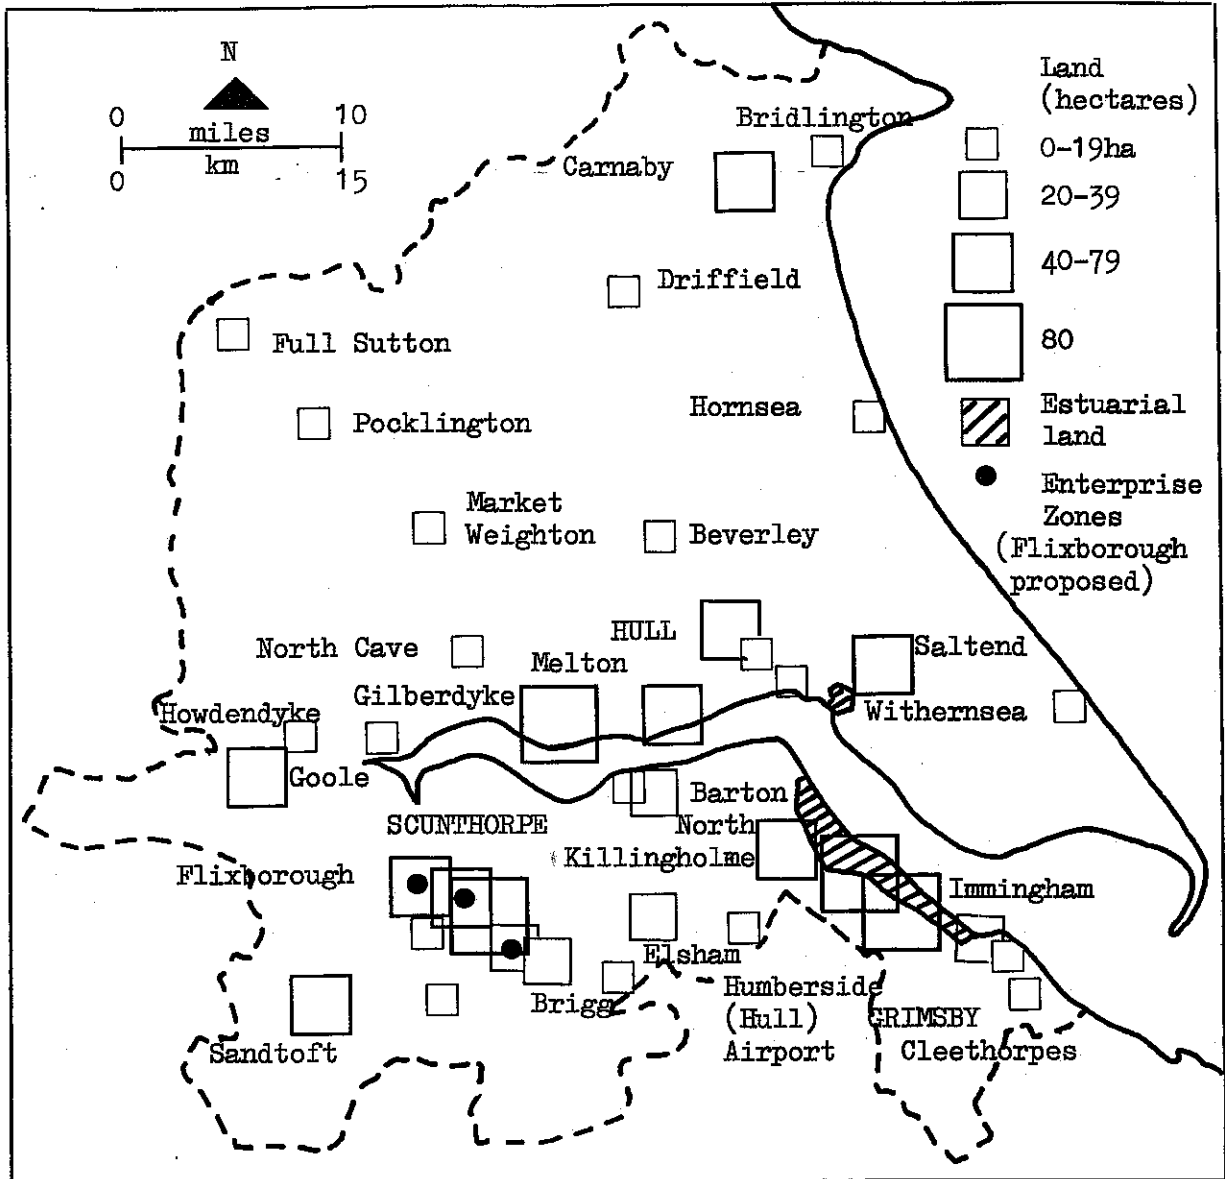 N
0 10
miles
km
0 15
Land
(hectares)
0-19ha
20-39
40-79
80
Estuarial
land
Enterprise
Zones
(Flixborough
proposed)
Bridlington
Carnaby
Driffield
Full Sutton
Hornsea
Pocklington
Market
Weighton
Beverley
HULL
North Cave
Melton
Saltend
Gilberdyke
Howdendyke
Withernsea
Goole
Barton
SCUNTHORPE
North
Killingholme
Flixborough
Immingham
Elsham
Brigg
Humberside
(Hull)
Airport
GRIMSBY
Sandtoft
Cleethorpes